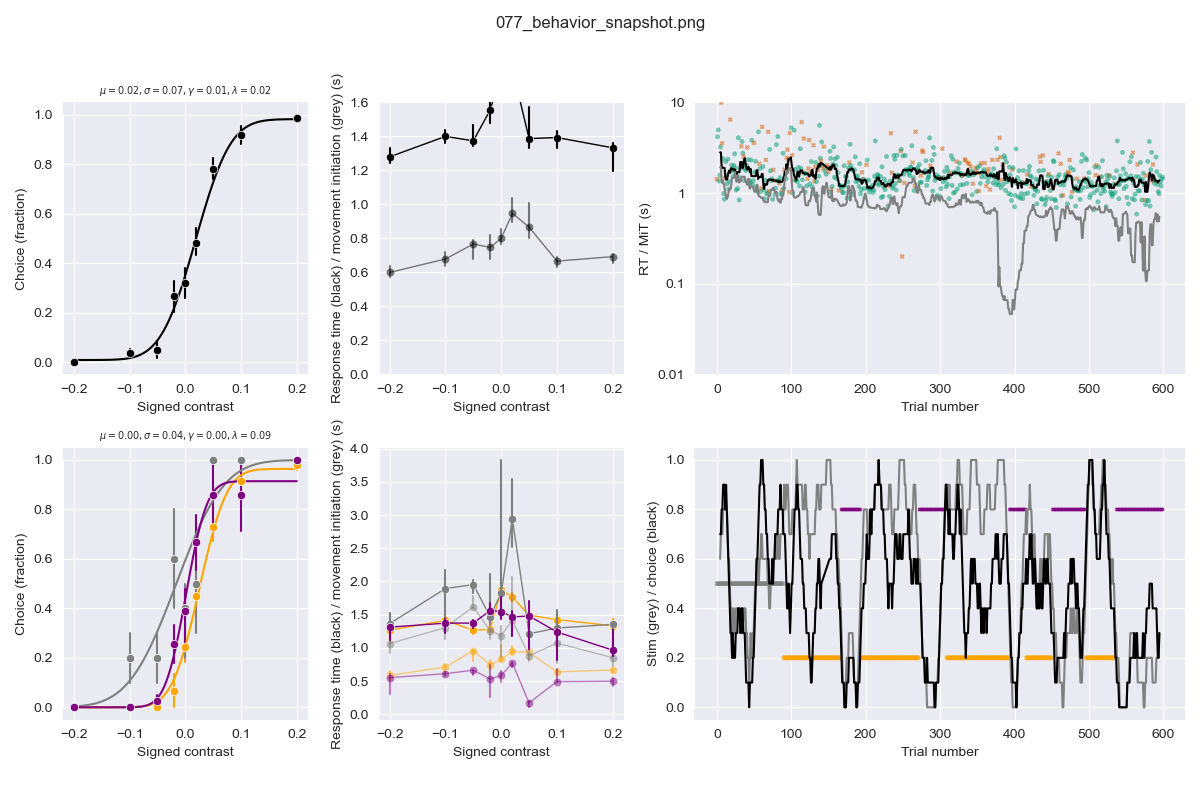 077_behavior_snapshot.png
μ = 0.02, σ = 0.07, γ = 0.01, λ = 0.02
Choice (fraction)
1.0
0.8
0.6
0.4
0.2
0.0
−0.2 −0.1 0.0 0.1 0.2
Signed contrast
Response time (black) / movement initiation (grey) (s)
1.6
1.4
1.2
1.0
0.8
0.6
0.4
0.2
0.0
−0.2 −0.1 0.0 0.1 0.2
Signed contrast
RT / MiT (s)
10
1
0.1
0.01
0 100 200 300 400 500 600
Trial number
μ = 0.00, σ = 0.04, γ = 0.00, λ = 0.09
Choice (fraction)
1.0
0.8
0.6
0.4
0.2
0.0
−0.2 −0.1 0.0 0.1 0.2
Signed contrast
Response time (black) / movement initiation (grey) (s)
4.0
3.5
3.0
2.5
2.0
1.5
1.0
0.5
0.0
−0.2 −0.1 0.0 0.1 0.2
Signed contrast
Stim (grey) / choice (black)
1.0
0.8
0.6
0.4
0.2
0.0
0 100 200 300 400 500 600
Trial number